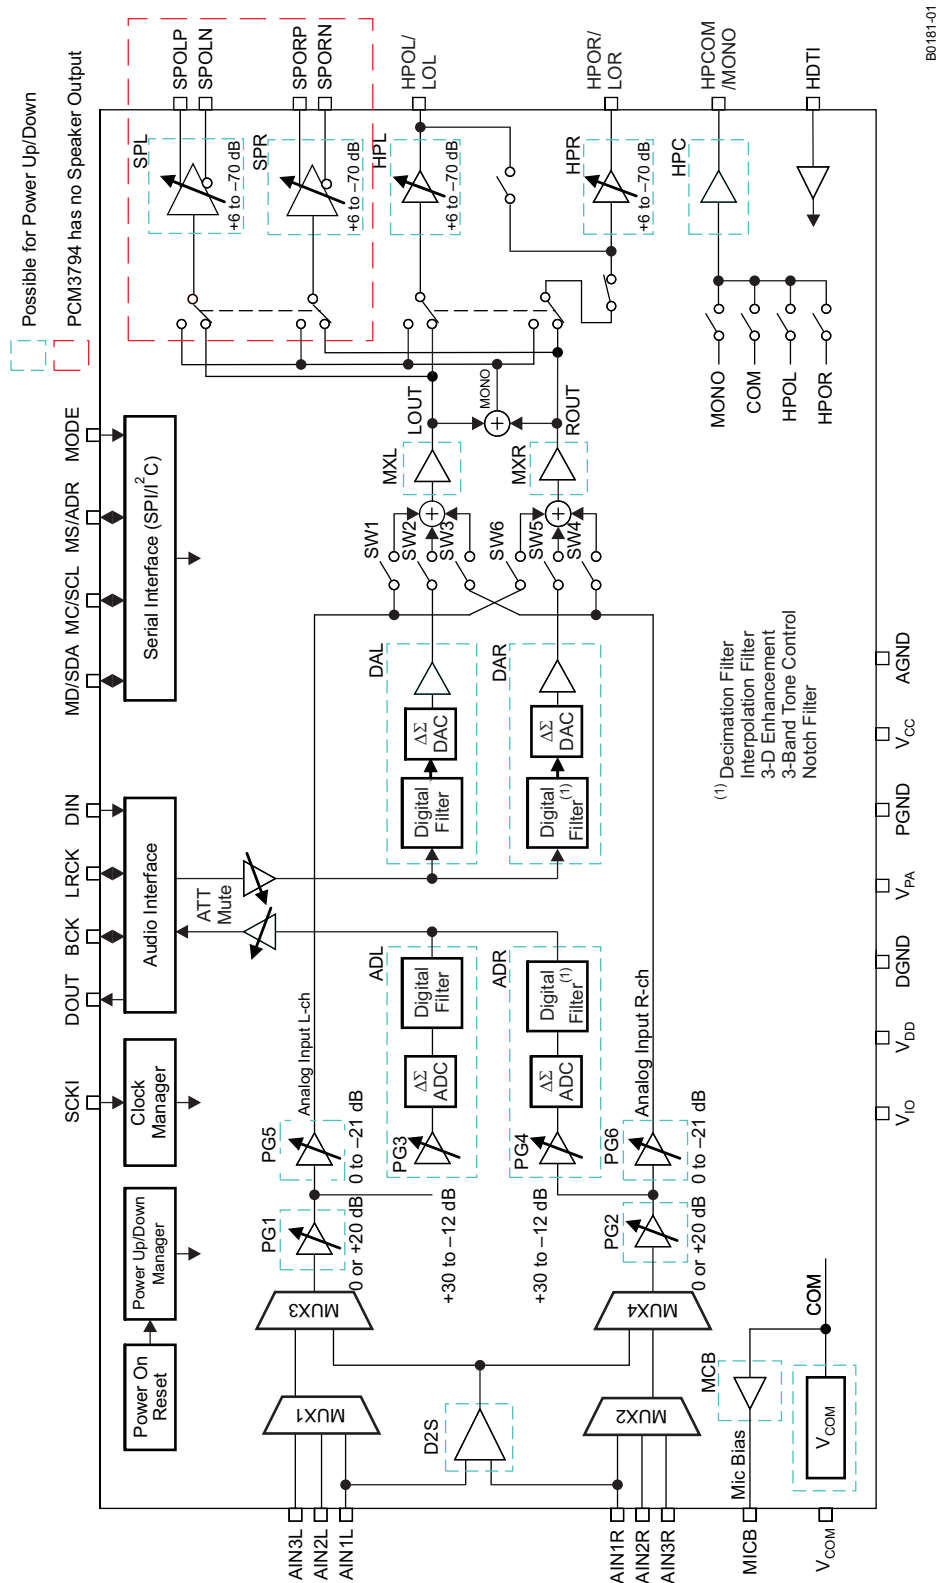 Possible for Power Up/Down
PCM3794 has no Speaker Output
SCKI
DOUT
BCK
LRCK
DIN
MD/SDA
MC/SCL
MS/ADR
MODE
Power On
Reset
Power Up/Down
Manager
Clock
Manager
Audio Interface
Serial Interface (SPI/I²C)
ATT
Mute
AIN3L
AIN2L
AIN1L
MUX1
MUX3
PG1
0 or +20 dB
PG5
0 to –21 dB
Analog Input L-ch
+30 to –12 dB
PG3
ADL
ΔΣ
ADC
Digital
Filter
DAL
Digital
Filter
ΔΣ
DAC
SW1
SW2
SW3
MXL
LOUT
MONO
SPL
+6 to –70 dB
SPOLP
SPOLN
SPR
+6 to –70 dB
SPORP
SPORN
HPL
+6 to –70 dB
HPOL/
LOL
D2S
+30 to –12 dB
PG4
ADR
ΔΣ
ADC
Digital
Filter(1)
DAR
Digital
Filter(1)
ΔΣ
DAC
SW6
SW5
SW4
MXR
ROUT
HPR
+6 to –70 dB
HPOR/
LOR
AIN1R
AIN2R
AIN3R
MUX2
MUX4
PG2
0 or +20 dB
PG6
0 to –21 dB
Analog Input R-ch
MICB
Mic Bias
MCB
COM
VCOM
VCOM
MONO
COM
HPOL
HPOR
HPC
HPCOM
/MONO
HDTI
(1) Decimation Filter
Interpolation Filter
3-D Enhancement
3-Band Tone Control
Notch Filter
VIO
VDD
DGND
VPA
PGND
VCC
AGND
B0181-01